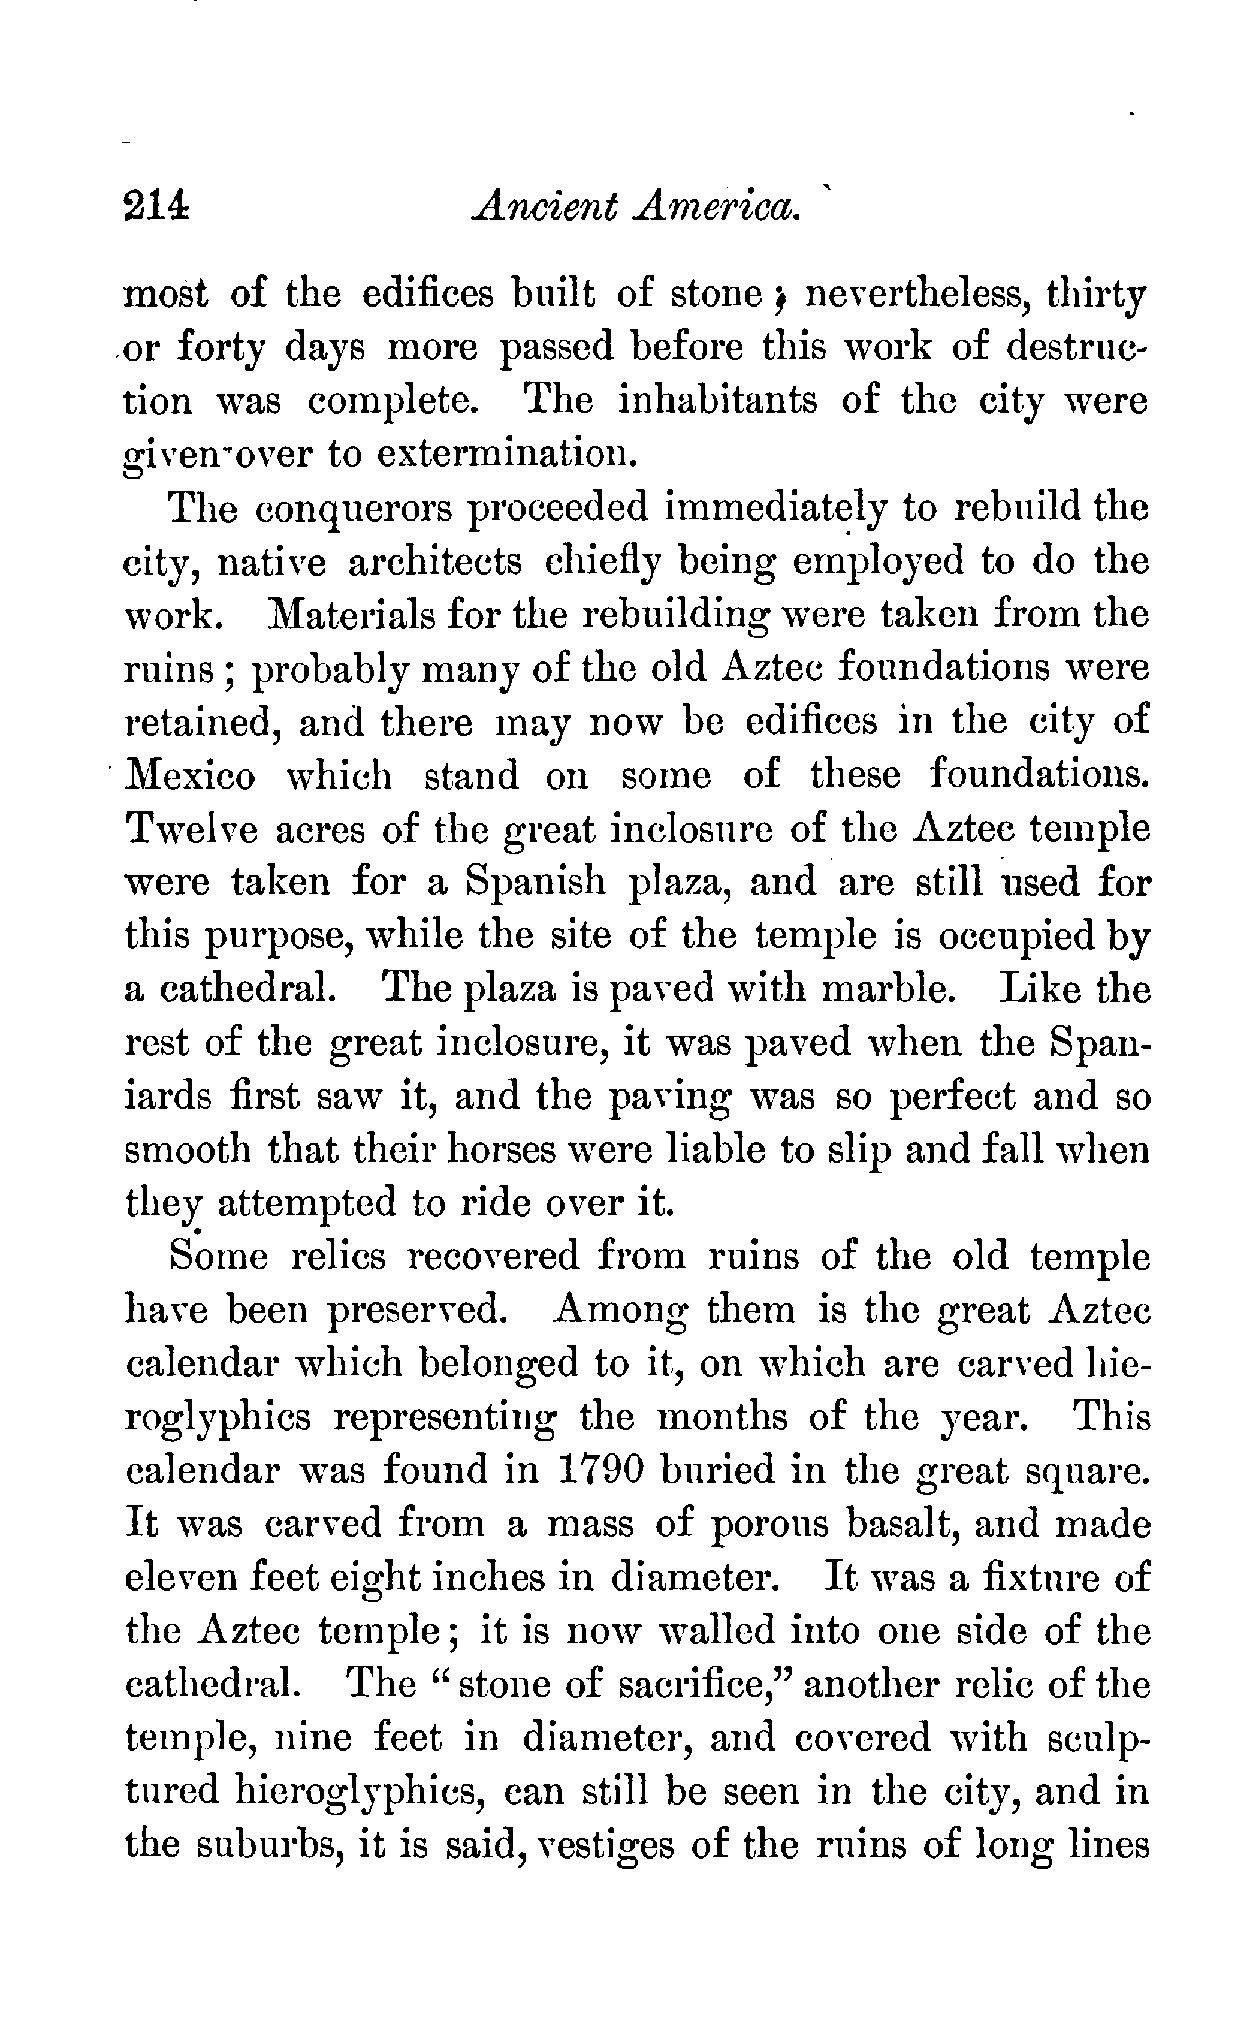 214 Ancient America.
most of the edifices built of stone; nevertheless, thirty
or forty days more passed before this work of destruc-
tion was complete. The inhabitants of the city were
given over to extermination.
The conquerors proceeded immediately to rebuild the
city, native architects chiefly being employed to do the
work. Materials for the rebuilding were taken from the
ruins; probably many of the old Aztec foundations were
retained, and there may now be edifices in the city of
Mexico which stand on some of these foundations.
Twelve acres of the great inclosure of the Aztec temple
were taken for a Spanish plaza, and are still used for
this purpose, while the site of the temple is occupied by
a cathedral. The plaza is paved with marble. Like the
rest of the great inclosure, it was paved when the Span-
iards first saw it, and the paving was so perfect and so
smooth that their horses were liable to slip and fall when
they attempted to ride over it.
Some relics recovered from ruins of the old temple
have been preserved. Among them is the great Aztec
calendar which belonged to it, on which are carved hie-
roglyphics representing the months of the year. This
calendar was found in 1790 buried in the great square.
It was carved from a mass of porous basalt, and made
eleven feet eight inches in diameter. It was a fixture of
the Aztec temple; it is now walled into one side of the
cathedral. The "stone of sacrifice," another relic of the
temple, nine feet in diameter, and covered with sculp-
tured hieroglyphics, can still be seen in the city, and in
the suburbs, it is said, vestiges of the ruins of long lines